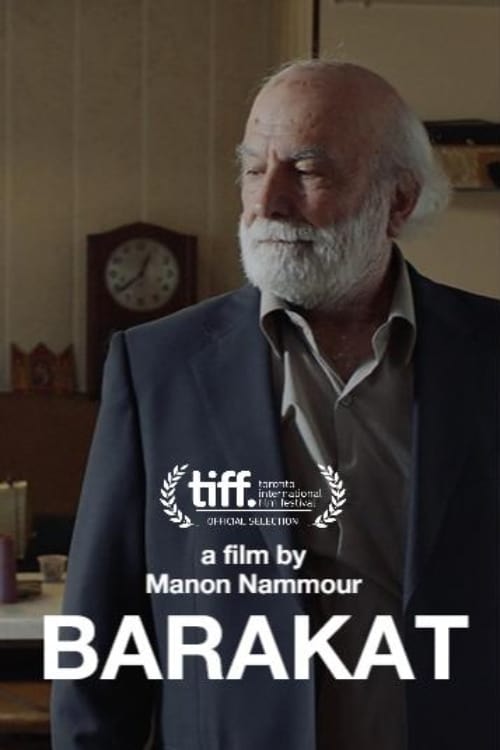 tiff. toronto
international
film festival
OFFICIAL SELECTION
a film by
Manon Nammour
BARAKAT